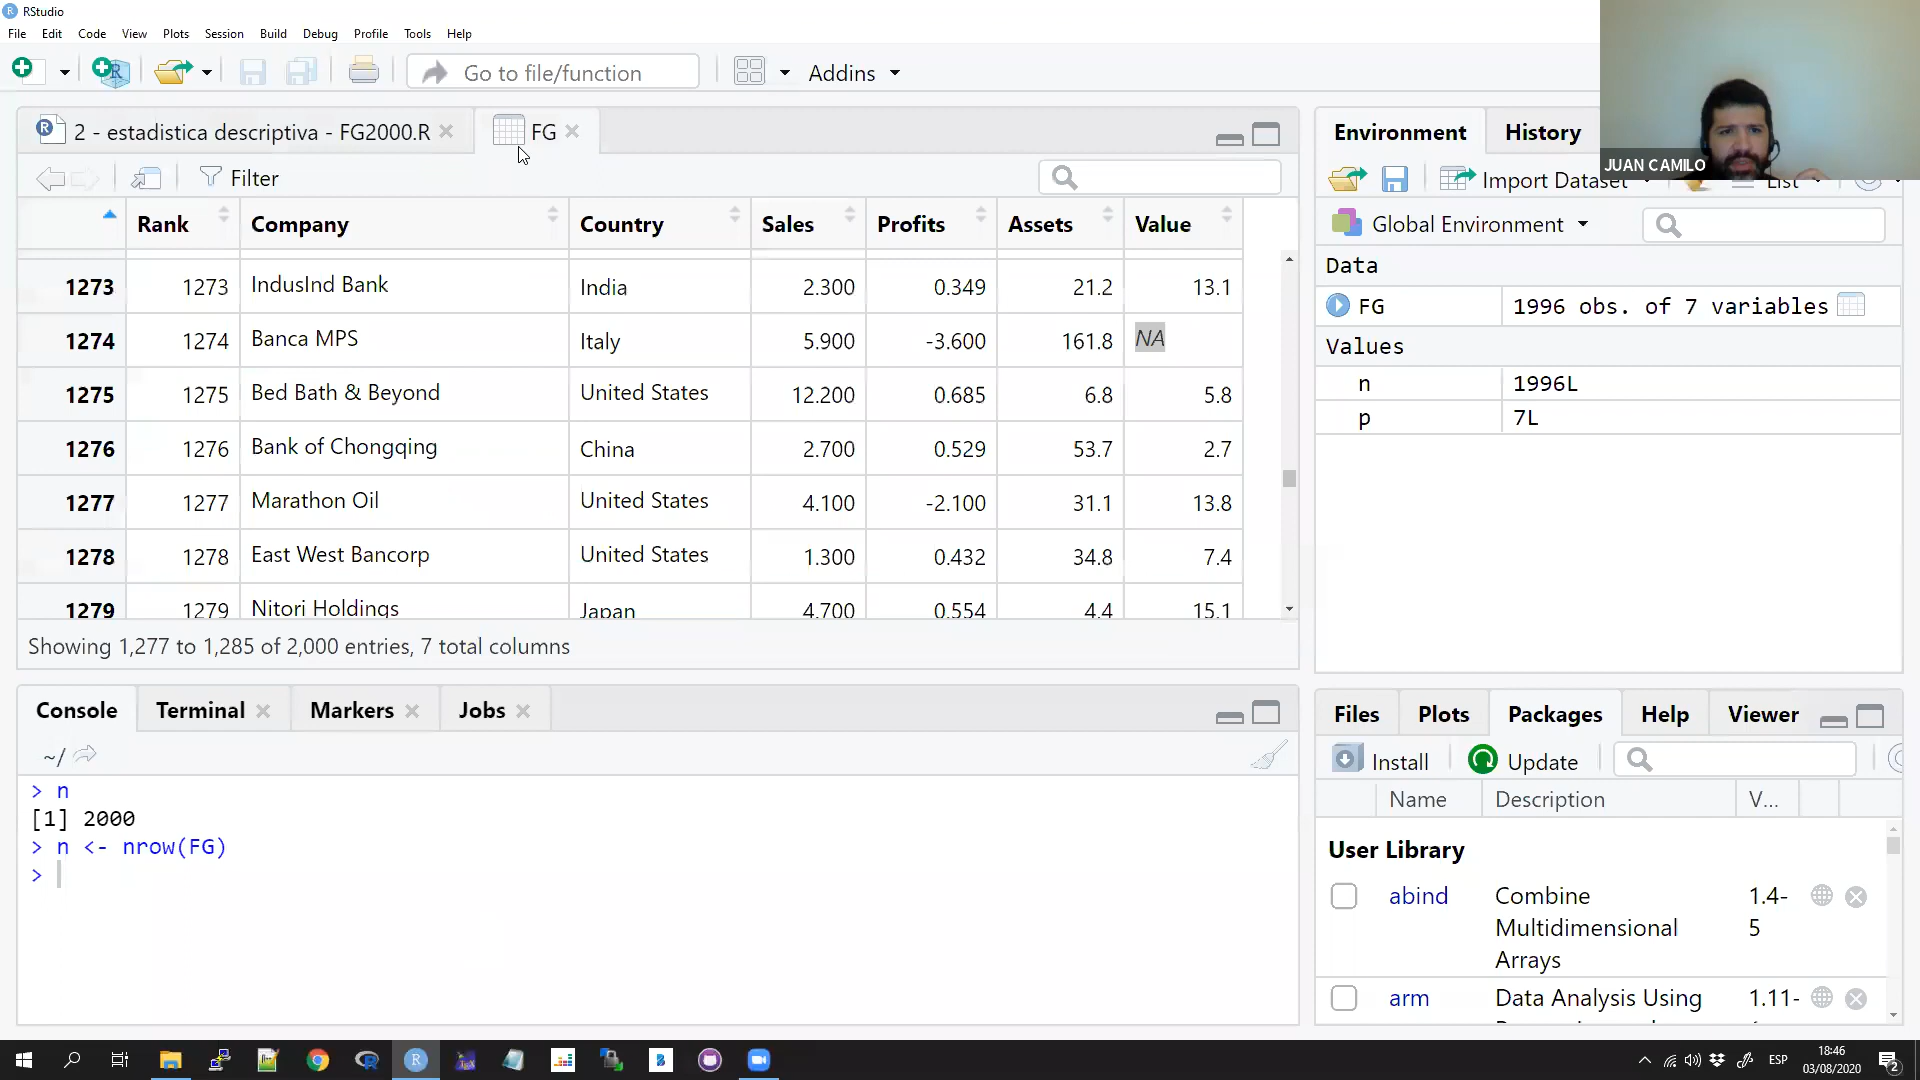 RStudio
File Edit Code View Plots Session Build Debug Profile Tools Help
Go to file/function Addins
2 - estadistica descriptiva - FG2000.R FG
Filter
Rank Company Country Sales Profits Assets Value
1273 1273 IndusInd Bank India 2.300 0.349 21.2 13.1
1274 1274 Banca MPS Italy 5.900 -3.600 161.8 NA
1275 1275 Bed Bath & Beyond United States 12.200 0.685 6.8 5.8
1276 1276 Bank of Chongqing China 2.700 0.529 53.7 2.7
1277 1277 Marathon Oil United States 4.100 -2.100 31.1 13.8
1278 1278 East West Bancorp United States 1.300 0.432 34.8 7.4
1279 1279 Nitori Holdings Japan 4.700 0.554 4.4 15.1
Showing 1,277 to 1,285 of 2,000 entries, 7 total columns
Console Terminal Markers Jobs
~/
> n
[1] 2000
> n <- nrow(FG)
>
Environment History
JUAN CAMILO
Import Dataset List
Global Environment
Data
FG 1996 obs. of 7 variables
Values
n 1996L
p 7L
Files Plots Packages Help Viewer
Install Update
Name Description V...
User Library
abind Combine Multidimensional Arrays 1.4-5
arm Data Analysis Using 1.11-
ESP
18:46
03/08/2020
2